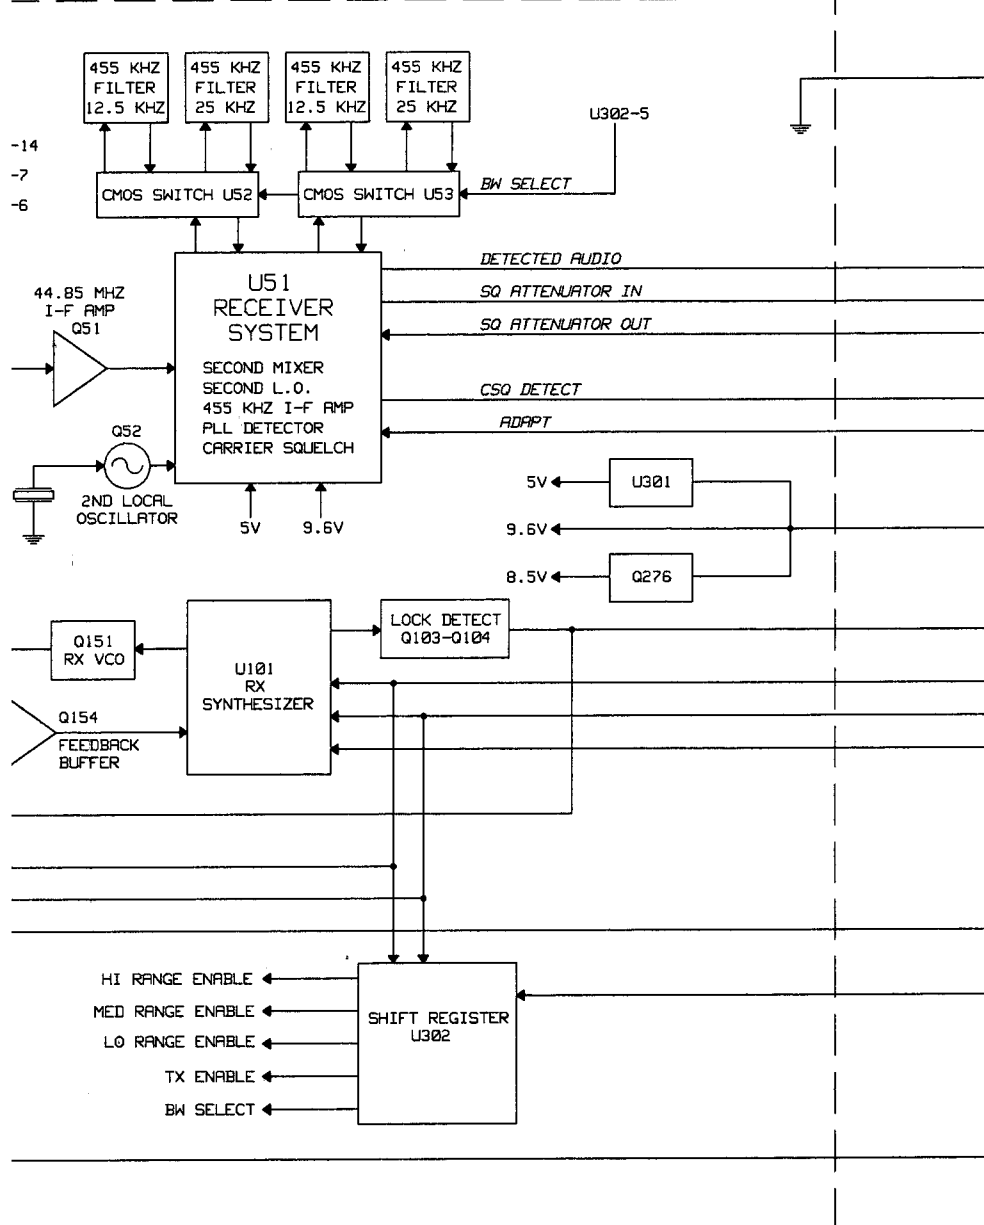 455 KHZ
FILTER
12.5 KHZ
455 KHZ
FILTER
25 KHZ
455 KHZ
FILTER
12.5 KHZ
455 KHZ
FILTER
25 KHZ
U302-5
-14
-7
-6
CMOS SWITCH U52
CMOS SWITCH U53
BW SELECT
U51
RECEIVER
SYSTEM
SECOND MIXER
SECOND L.O.
455 KHZ I-F AMP
PLL DETECTOR
CARRIER SQUELCH
DETECTED AUDIO
SQ ATTENUATOR IN
SQ ATTENUATOR OUT
CSQ DETECT
ADAPT
44.85 MHZ
I-F AMP
Q51
Q52
2ND LOCAL
OSCILLATOR
5V
9.6V
5V
U301
9.6V
8.5V
Q276
LOCK DETECT
Q103-Q104
Q151
RX VCO
U101
RX
SYNTHESIZER
Q154
FEEDBACK
BUFFER
HI RANGE ENABLE
MED RANGE ENABLE
LO RANGE ENABLE
TX ENABLE
BW SELECT
SHIFT REGISTER
U302